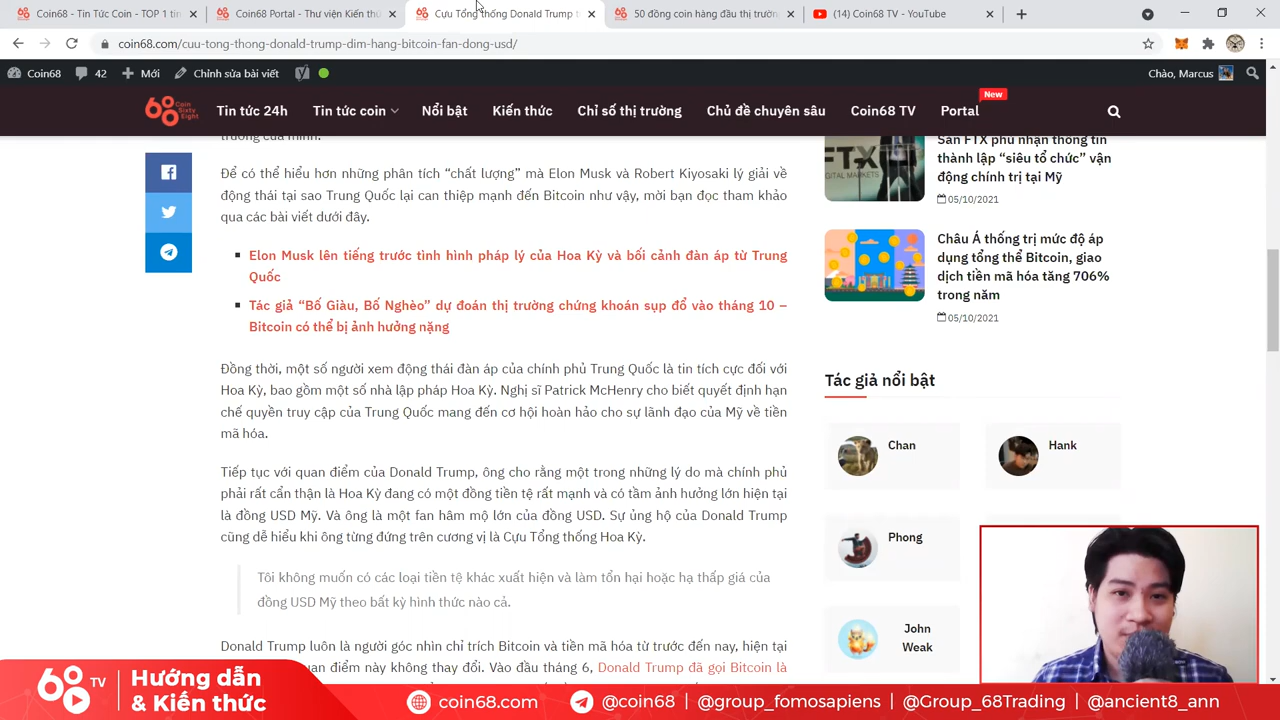 Coin68 - Tin Tức Coin - TOP 1 tin
Coin68 Portal - Thư viện Kiến thứ
Cựu Tổng thống Donald Trump t
50 đồng coin hàng đầu thị trườn
(14) Coin68 TV - YouTube
coin68.com/cuu-tong-thong-donald-trump-dim-hang-bitcoin-fan-dong-usd/
Coin68
42
Mới
Chỉnh sửa bài viết
Chào, Marcus
68 Coin Sixty Eight
Tin tức 24h
Tin tức coin
Nổi bật
Kiến thức
Chỉ số thị trường
Chủ đề chuyên sâu
Coin68 TV
Portal
New
trường của mình.
Để có thể hiểu hơn những phân tích “chất lượng” mà Elon Musk và Robert Kiyosaki lý giải về
động thái tại sao Trung Quốc lại can thiệp mạnh đến Bitcoin như vậy, mời bạn đọc tham khảo
qua các bài viết dưới đây.
Elon Musk lên tiếng trước tình hình pháp lý của Hoa Kỳ và bối cảnh đàn áp từ Trung
Quốc
Tác giả “Bố Giàu, Bố Nghèo” dự đoán thị trường chứng khoán sụp đổ vào tháng 10 –
Bitcoin có thể bị ảnh hưởng nặng
Đồng thời, một số người xem động thái đàn áp của chính phủ Trung Quốc là tin tích cực đối với
Hoa Kỳ, bao gồm một số nhà lập pháp Hoa Kỳ. Nghị sĩ Patrick McHenry cho biết quyết định hạn
chế quyền truy cập của Trung Quốc mang đến cơ hội hoàn hảo cho sự lãnh đạo của Mỹ về tiền
mã hóa.
Tiếp tục với quan điểm của Donald Trump, ông cho rằng một trong những lý do mà chính phủ
phải rất cẩn thận là Hoa Kỳ đang có một đồng tiền tệ rất mạnh và có tầm ảnh hưởng lớn hiện tại
là đồng USD Mỹ. Và ông là một fan hâm mộ lớn của đồng USD. Sự ủng hộ của Donald Trump
cũng dễ hiểu khi ông từng đứng trên cương vị là Cựu Tổng thống Hoa Kỳ.
Tôi không muốn có các loại tiền tệ khác xuất hiện và làm tổn hại hoặc hạ thấp giá của
đồng USD Mỹ theo bất kỳ hình thức nào cả.
Donald Trump luôn là người góc nhìn chỉ trích Bitcoin và tiền mã hóa từ trước đến nay, hiện tại
quan điểm này không thay đổi. Vào đầu tháng 6, Donald Trump đã gọi Bitcoin là
Sàn FTX phủ nhận thông tin
thành lập “siêu tổ chức” vận
động chính trị tại Mỹ
05/10/2021
FTX
DIGITAL MARKETS
Châu Á thống trị mức độ áp
dụng tổng thể Bitcoin, giao
dịch tiền mã hóa tăng 706%
trong năm
05/10/2021
Tác giả nổi bật
Chan
Hank
Phong
John
Weak
68 TV
Hướng dẫn
& Kiến thức
coin68.com
@coin68 | @group_fomosapiens | @Group_68Trading | @ancient8_ann